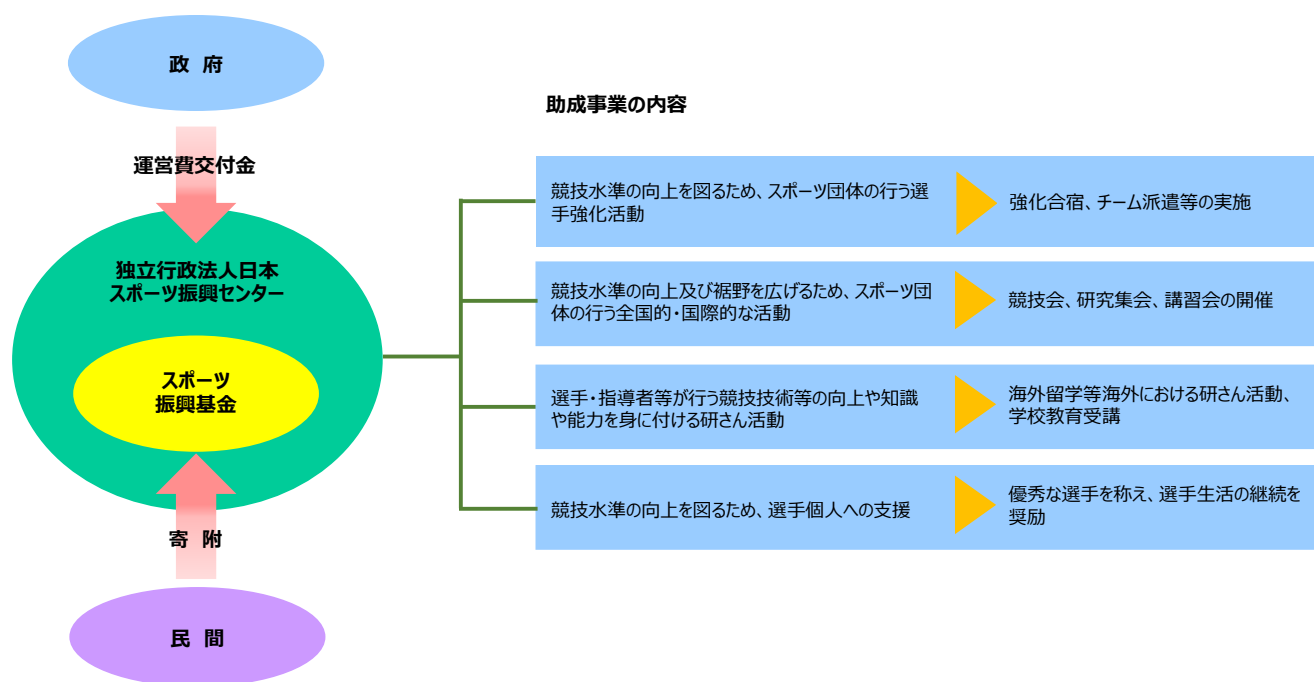 政 府
運営費交付金
独立行政法人日本
スポーツ振興センター
スポーツ
振興基金
寄 附
民 間
助成事業の内容
競技水準の向上を図るため、スポーツ団体の行う選
手強化活動
強化合宿、チーム派遣等の実施
競技水準の向上及び裾野を広げるため、スポーツ団
体の行う全国的・国際的な活動
競技会、研究集会、講習会の開催
選手・指導者等が行う競技技術等の向上や知識
や能力を身に付ける研さん活動
海外留学等海外における研さん活動、
学校教育受講
競技水準の向上を図るため、選手個人への支援
優秀な選手を称え、選手生活の継続を
奨励